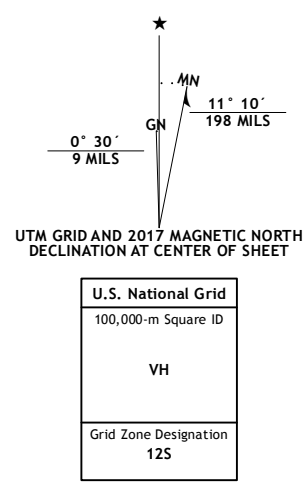 ★
MN
GN
11° 10´
198 MILS
0° 30´
9 MILS
UTM GRID AND 2017 MAGNETIC NORTH
DECLINATION AT CENTER OF SHEET
U.S. National Grid
100,000-m Square ID
VH
Grid Zone Designation
12S